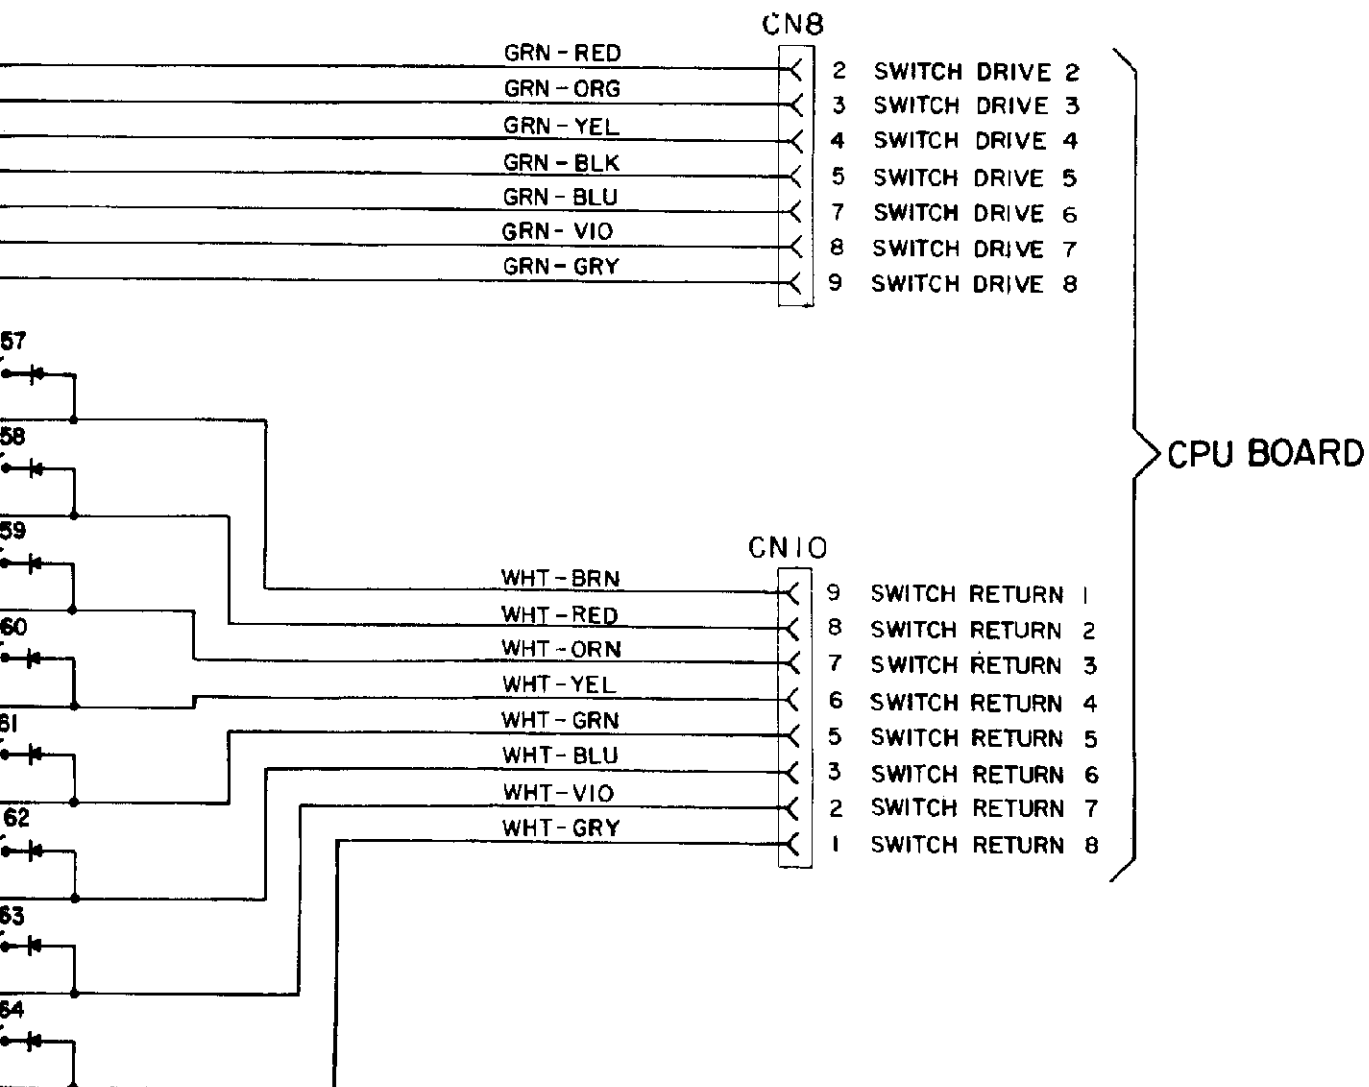 CN8
GRN-RED 2 SWITCH DRIVE 2
GRN-ORG 3 SWITCH DRIVE 3
GRN-YEL 4 SWITCH DRIVE 4
GRN-BLK 5 SWITCH DRIVE 5
GRN-BLU 7 SWITCH DRIVE 6
GRN-VIO 8 SWITCH DRIVE 7
GRN-GRY 9 SWITCH DRIVE 8
57
58
CPU BOARD
59
CN10
WHT-BRN 9 SWITCH RETURN 1
WHT-RED 8 SWITCH RETURN 2
60
WHT-ORN 7 SWITCH RETURN 3
WHT-YEL 6 SWITCH RETURN 4
61
WHT-GRN 5 SWITCH RETURN 5
WHT-BLU 3 SWITCH RETURN 6
WHT-VIO 2 SWITCH RETURN 7
62
WHT-GRY 1 SWITCH RETURN 8
63
64